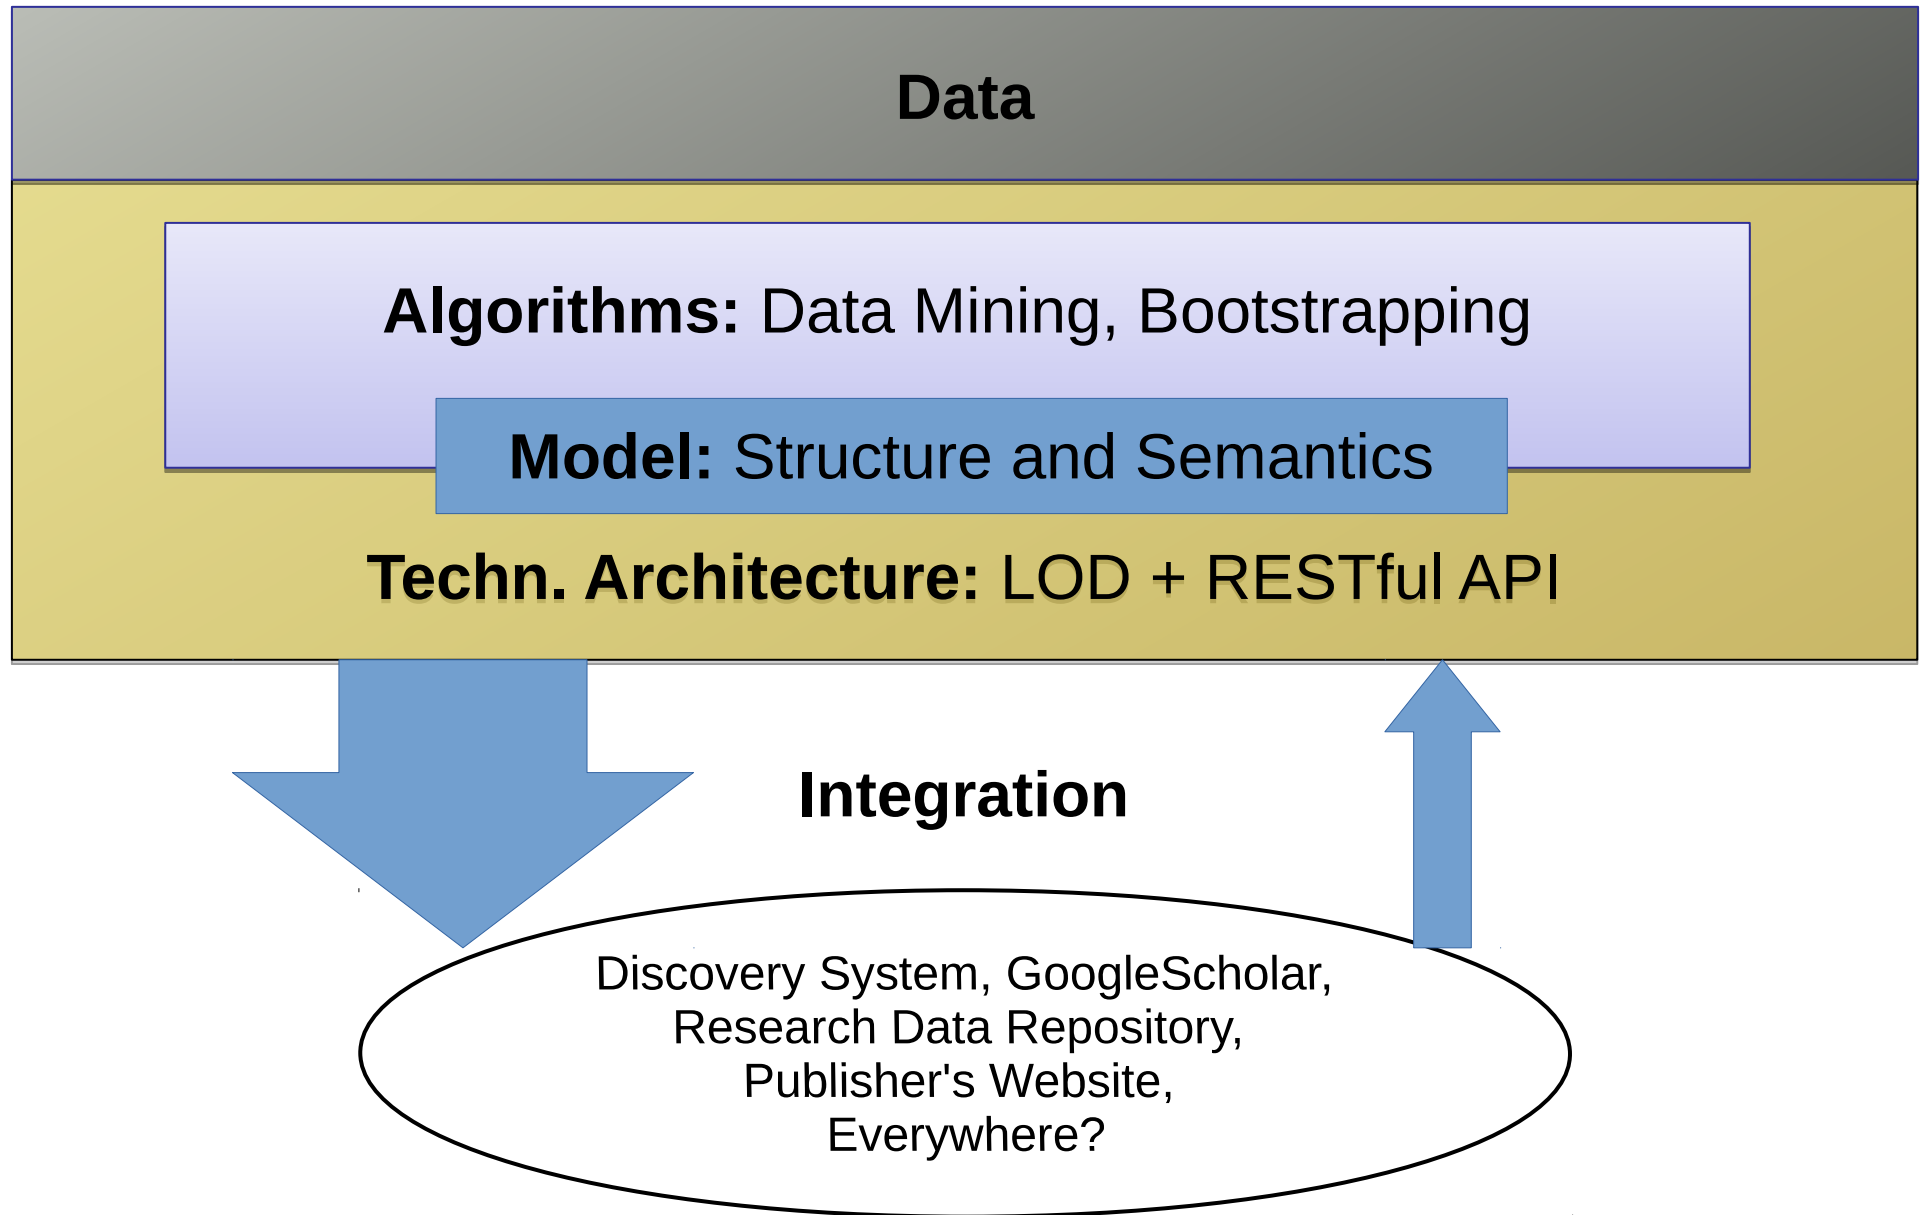 Data
Algorithms: Data Mining, Bootstrapping
Model: Structure and Semantics
Techn. Architecture: LOD + RESTful API
Integration
Discovery System, GoogleScholar,
Research Data Repository,
Publisher's Website,
Everywhere?